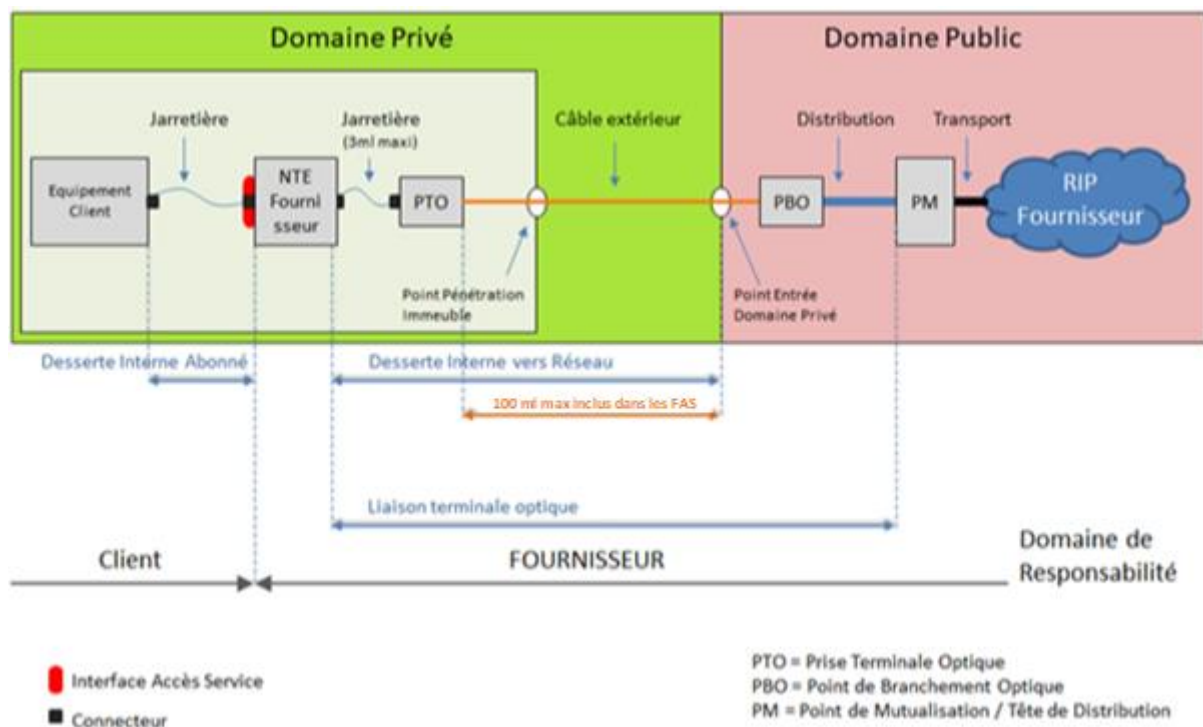 Domaine Privé
Domaine Public
Jarretière
Jarretière
(3ml maxi)
Câble extérieur
Distribution
Transport
Equipement
Client
NTE
Fourni
sseur
PTO
PBO
PM
RIP
Fournisseur
Point Pénétration
Immeuble
Point Entrée
Domaine Privé
Desserte Interne Abonné
Desserte Interne vers Réseau
100 ml max inclus dans les FAS
Liaison terminale optique
Client
FOURNISSEUR
Domaine de
Responsabilité
Interface Accès Service
Connecteur
PTO = Prise Terminale Optique
PBO = Point de Branchement Optique
PM = Point de Mutualisation / Tête de Distribution